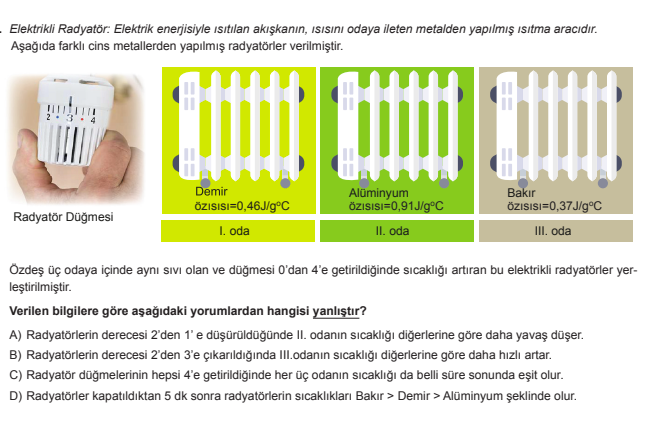 . Elektrikli Radyatör: Elektrik enerjisiyle ısıtılan akışkanın, ısısını odaya ileten metalden yapılmış ısıtma aracıdır.
Aşağıda farklı cins metallerden yapılmış radyatörler verilmiştir.
2 3 4
Radyatör Düğmesi
Demir
özısısı=0,46J/gºC
I. oda
Alüminyum
özısısı=0,91J/gºC
II. oda
Bakır
özısısı=0,37J/gºC
III. oda
Özdeş üç odaya içinde aynı sıvı olan ve düğmesi 0'dan 4'e getirildiğinde sıcaklığı artıran bu elektrikli radyatörler yer-
leştirilmiştir.
Verilen bilgilere göre aşağıdaki yorumlardan hangisi yanlıştır?
A) Radyatörlerin derecesi 2'den 1' e düşürüldüğünde II. odanın sıcaklığı diğerlerine göre daha yavaş düşer.
B) Radyatörlerin derecesi 2'den 3'e çıkarıldığında III.odanın sıcaklığı diğerlerine göre daha hızlı artar.
C) Radyatör düğmelerinin hepsi 4'e getirildiğinde her üç odanın sıcaklığı da belli süre sonunda eşit olur.
D) Radyatörler kapatıldıktan 5 dk sonra radyatörlerin sıcaklıkları Bakır > Demir > Alüminyum şeklinde olur.